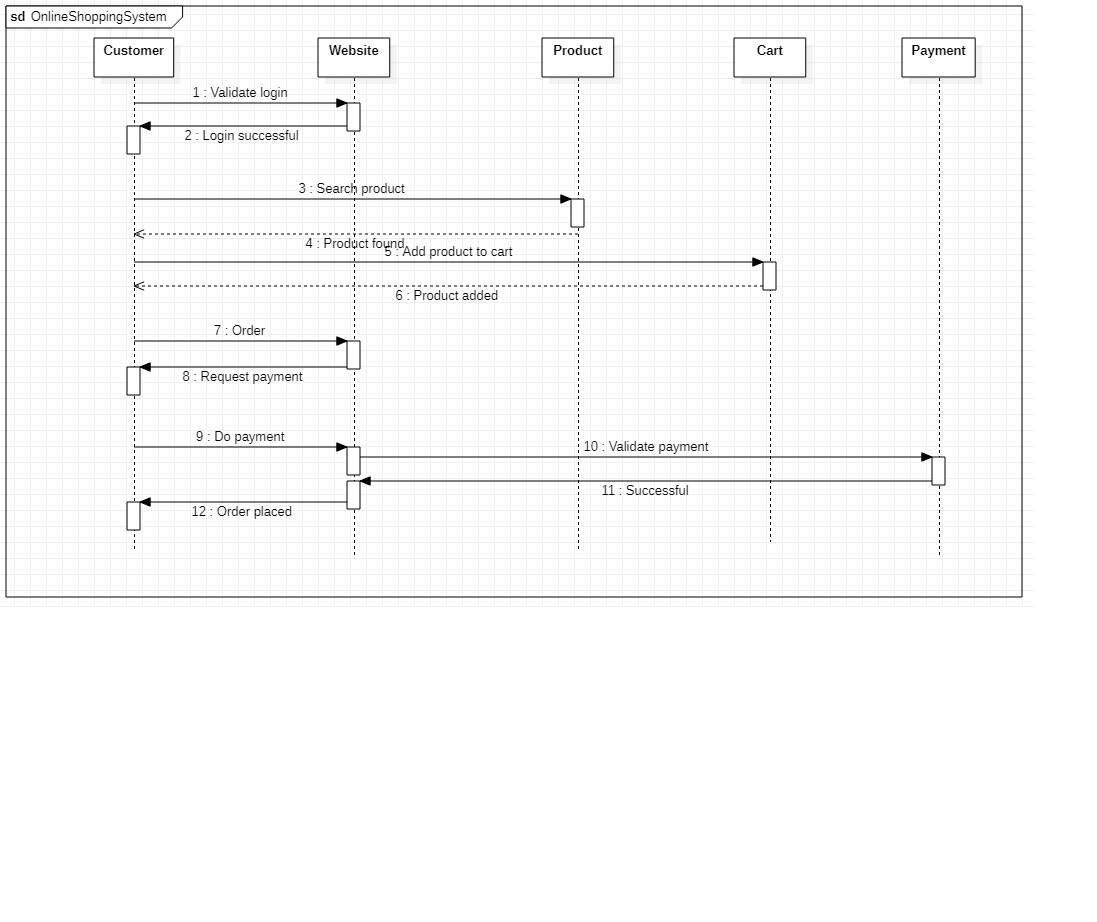 sd OnlineShoppingSystem
Customer
Website
Product
Cart
Payment
1 : Validate login
2 : Login successful
3 : Search product
4 : Product found
5 : Add product to cart
6 : Product added
7 : Order
8 : Request payment
9 : Do payment
10 : Validate payment
11 : Successful
12 : Order placed